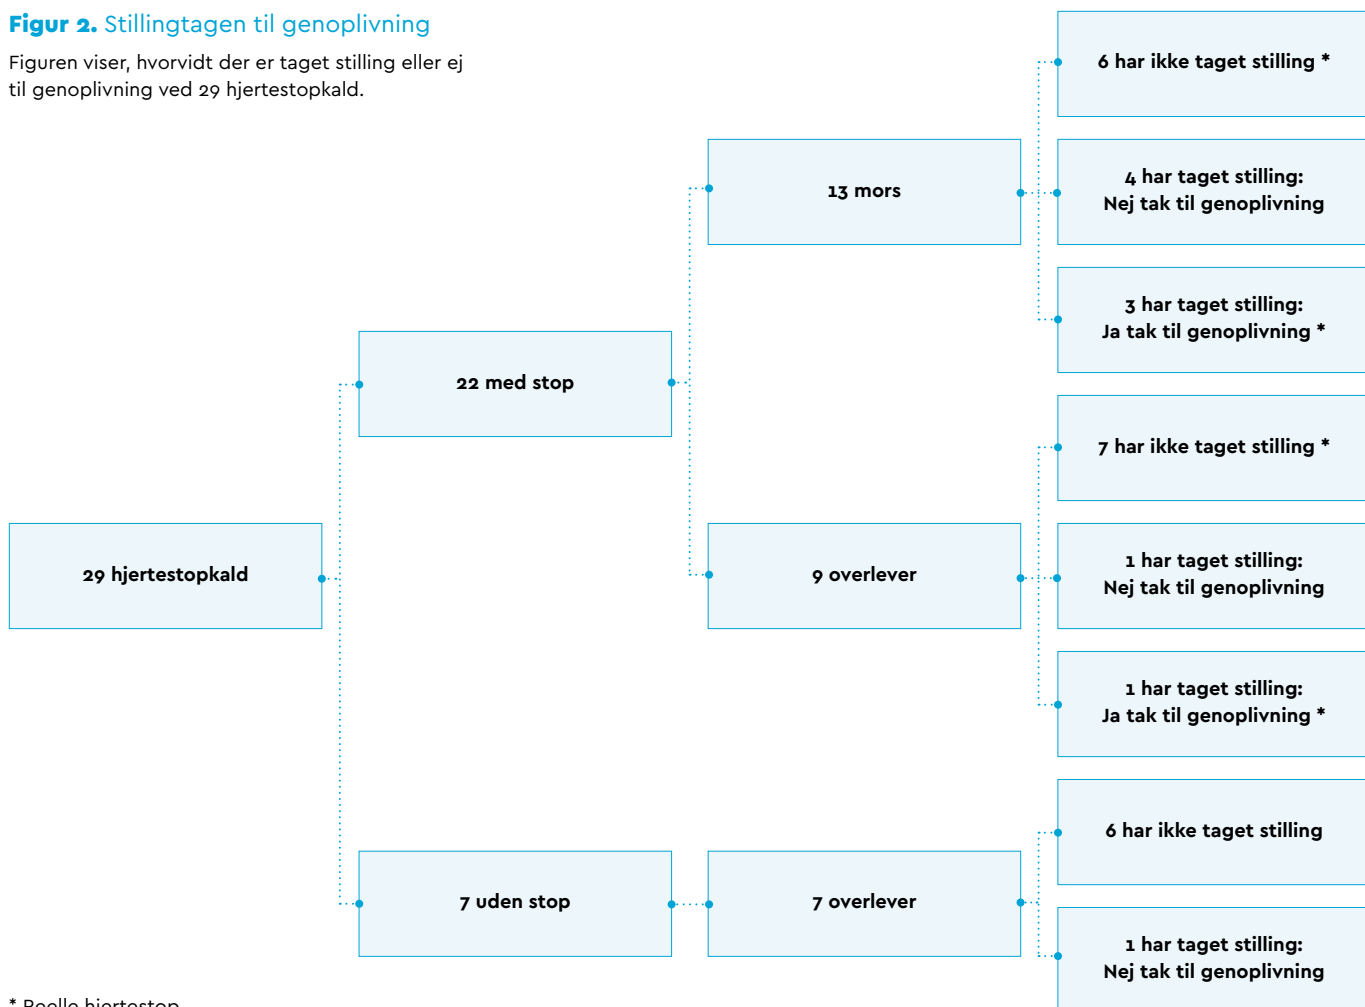 Figur 2. Stillingtagen til genoplivning
Figuren viser, hvorvidt der er taget stilling eller ej
til genoplivning ved 29 hjertestopkald.
29 hjertestopkald
22 med stop
13 mors
6 har ikke taget stilling *
4 har taget stilling:
Nej tak til genoplivning
3 har taget stilling:
Ja tak til genoplivning *
9 overlever
7 har ikke taget stilling *
1 har taget stilling:
Nej tak til genoplivning
1 har taget stilling:
Ja tak til genoplivning *
7 uden stop
7 overlever
6 har ikke taget stilling
1 har taget stilling:
Nej tak til genoplivning
* Reelle hjertestop